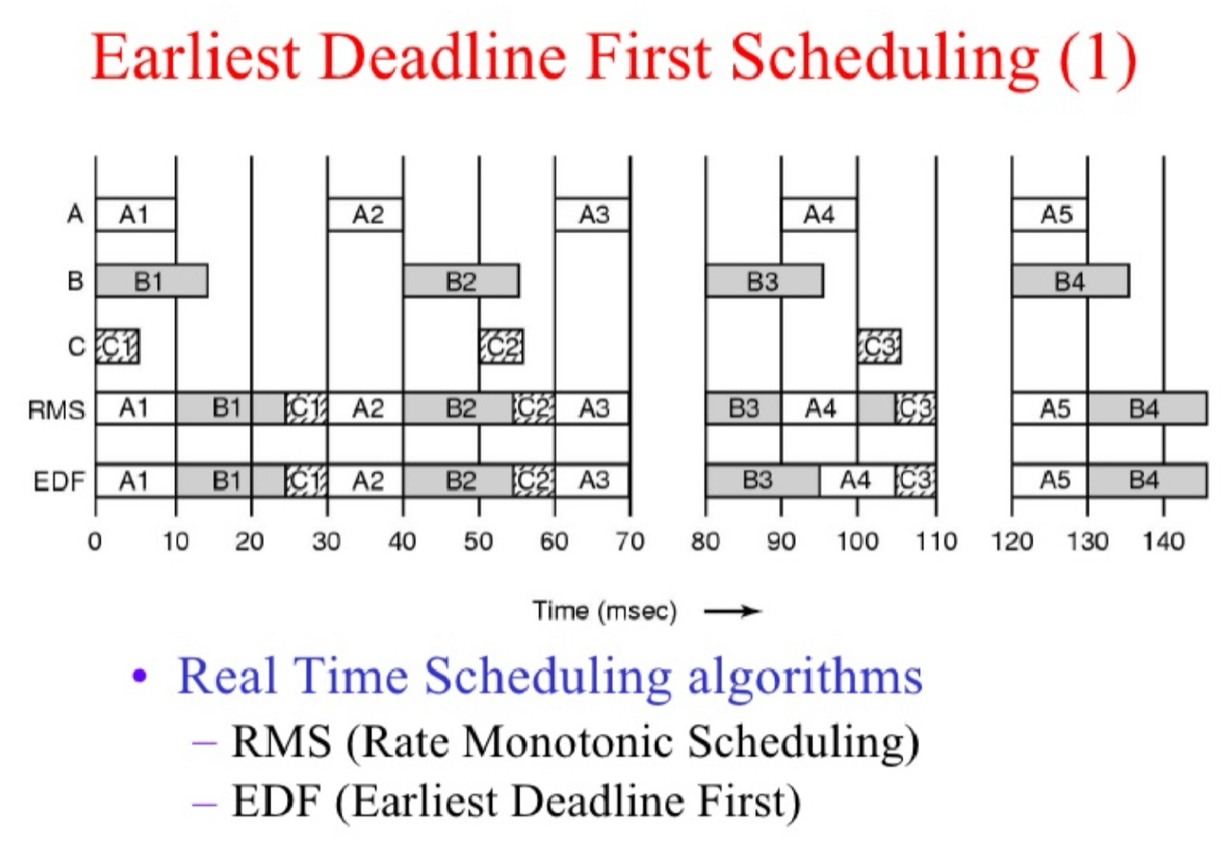 Earliest Deadline First Scheduling (1)
A A1 A2 A3 A4 A5
B B1 B2 B3 B4
C C1 C2 C3
RMS A1 B1 C1 A2 B2 C2 A3 B3 A4 C3 A5 B4
EDF A1 B1 C1 A2 B2 C2 A3 B3 A4 C3 A5 B4
0 10 20 30 40 50 60 70 80 90 100 110 120 130 140
Time (msec)
• Real Time Scheduling algorithms
– RMS (Rate Monotonic Scheduling)
– EDF (Earliest Deadline First)